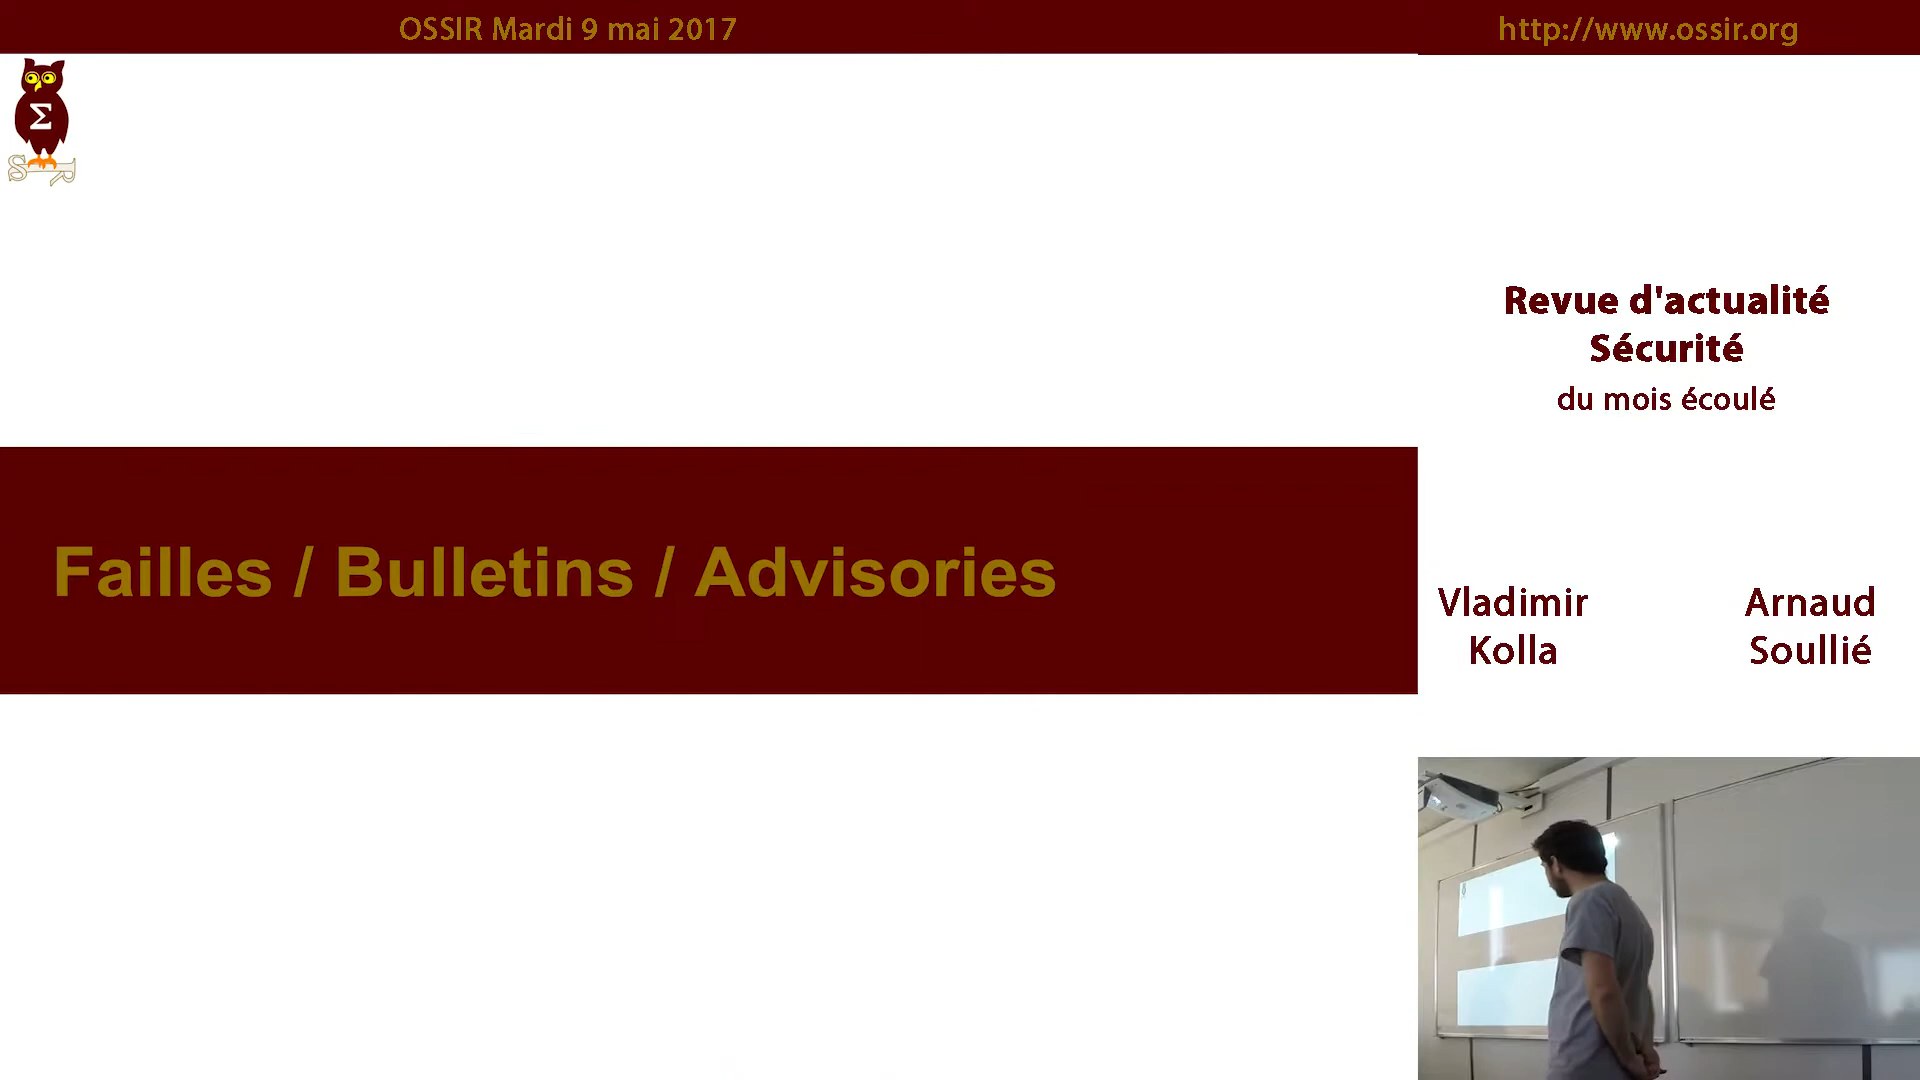 OSSIR Mardi 9 mai 2017
http://www.ossir.org
Σ
S
R
Revue d'actualité
Sécurité
du mois écoulé
Failles / Bulletins / Advisories
Vladimir
Kolla
Arnaud
Soullié